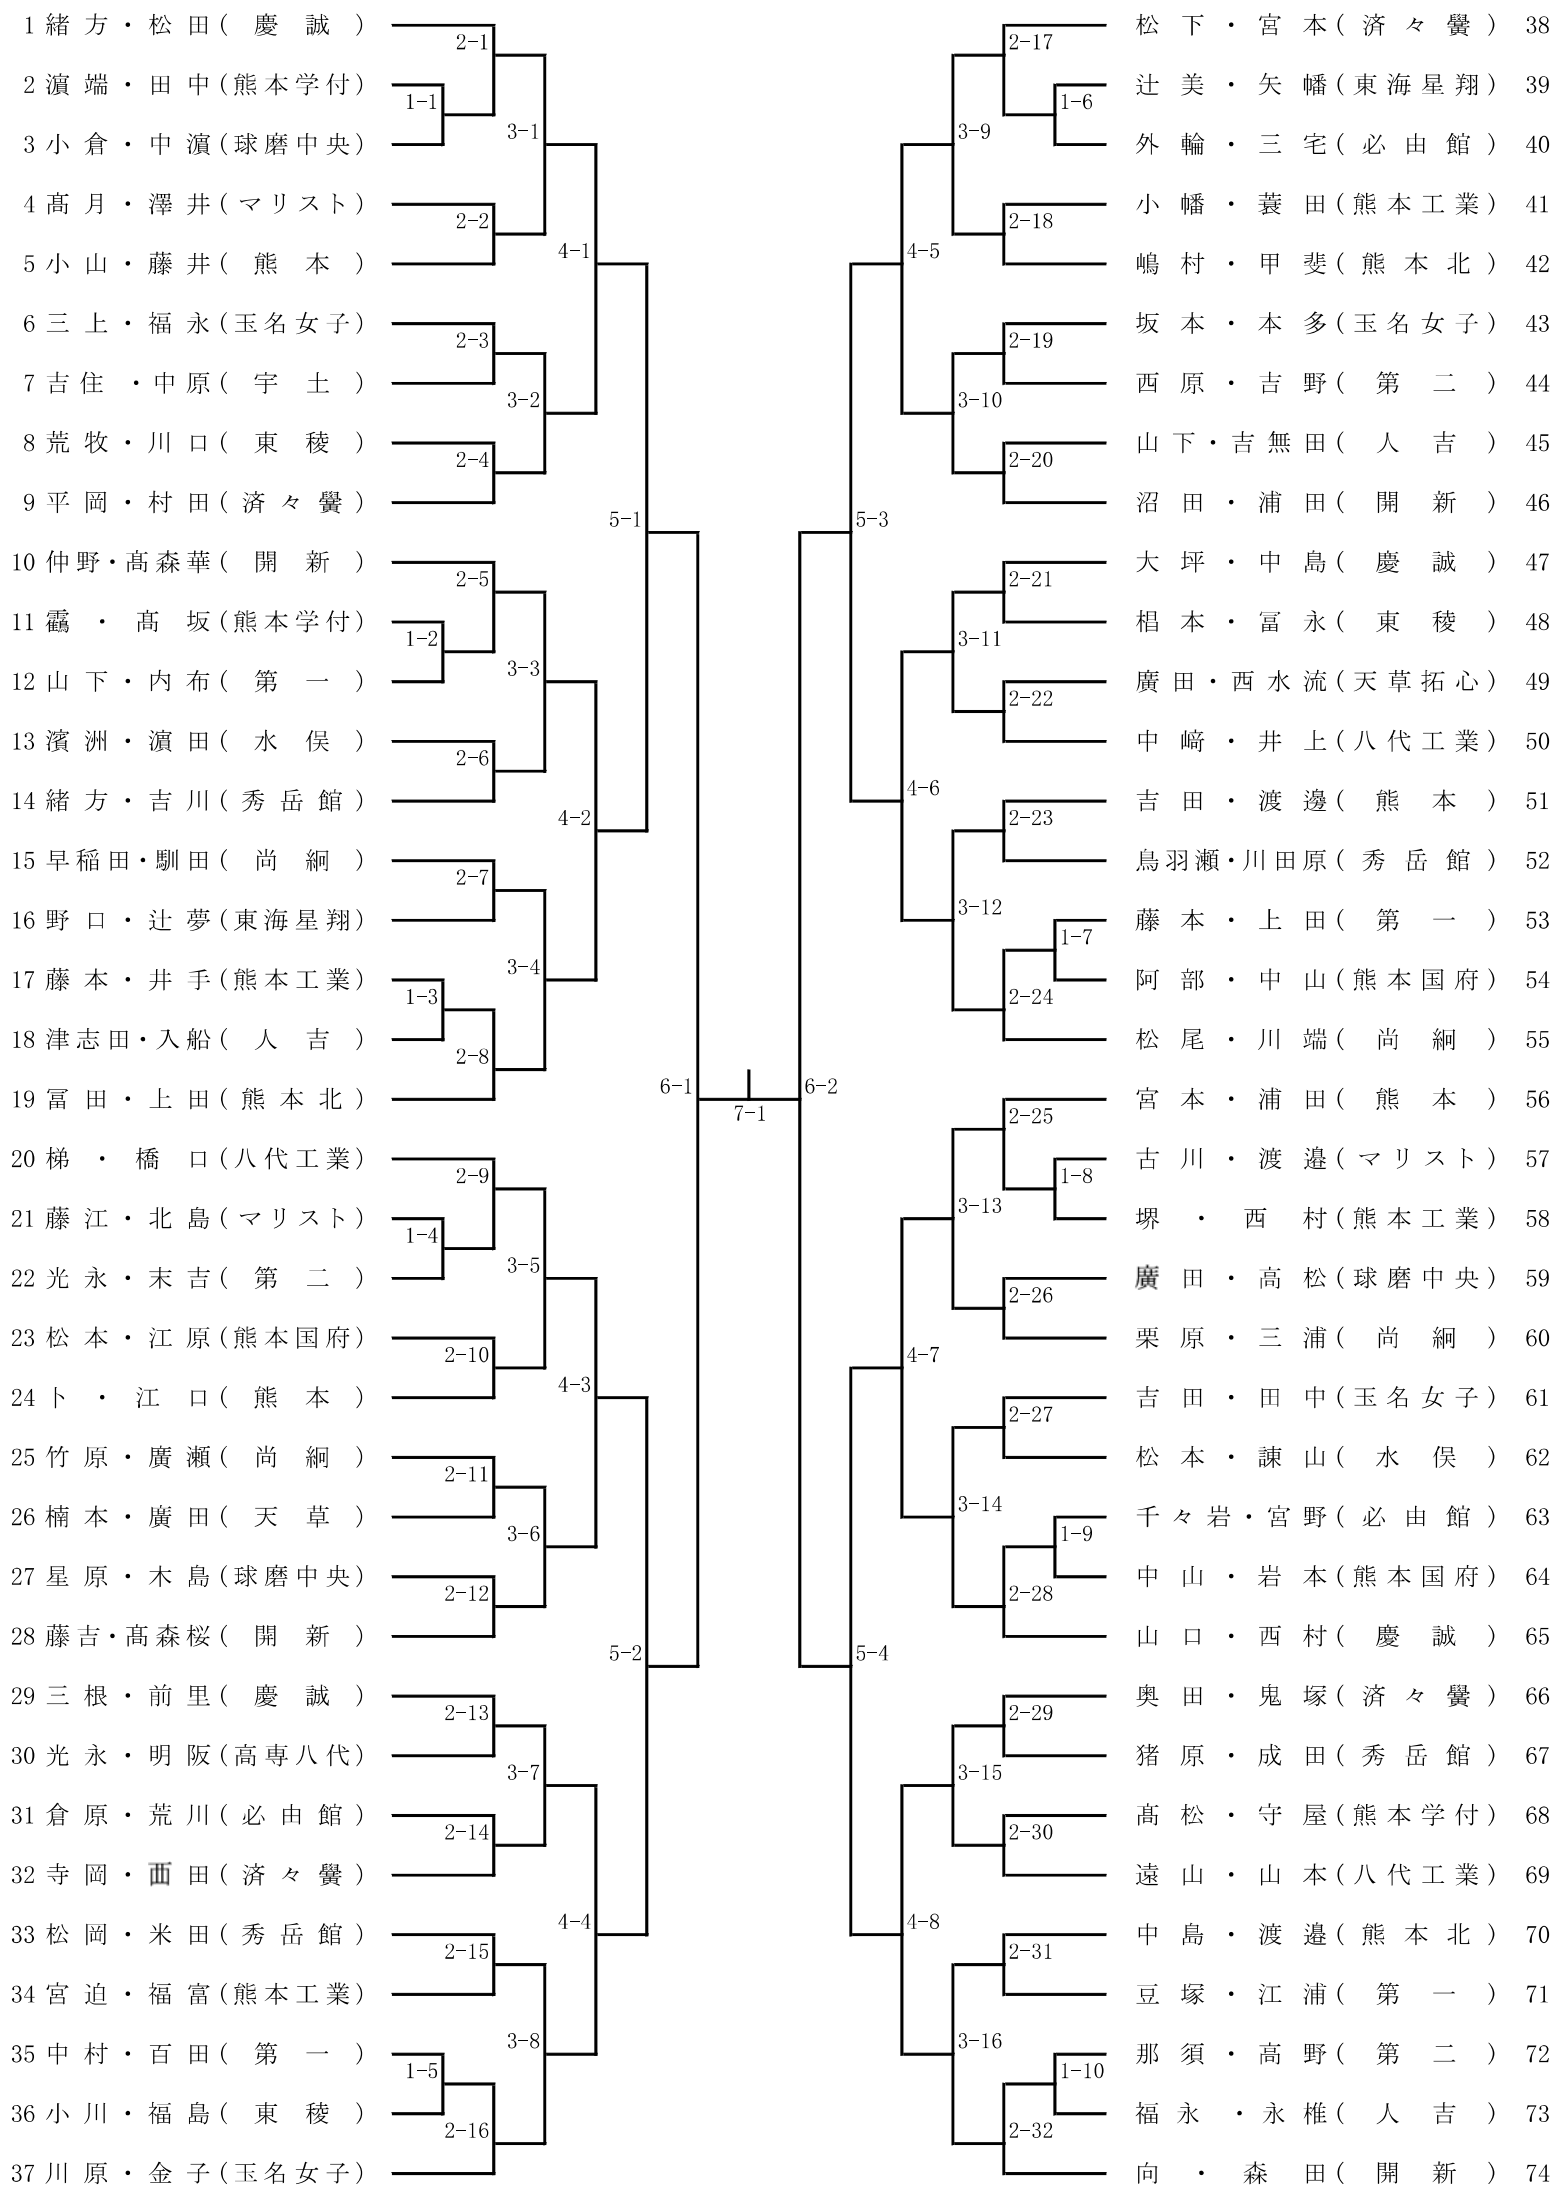 1 緒方・松田(慶誠)
2-1
2 濵端・田中(熊本学付)
1-1
3 小倉・中濵(球磨中央)
3-1
4 髙月・澤井(マリスト)
2-2
5 小山・藤井(熊本)
4-1
6 三上・福永(玉名女子)
2-3
7 吉住・中原(宇土)
3-2
8 荒牧・川口(東稜)
2-4
9 平岡・村田(済々黌)
5-1
10 仲野・髙森華(開新)
2-5
11 靍・髙坂(熊本学付)
1-2
12 山下・内布(第一)
3-3
13 濱洲・濵田(水俣)
2-6
14 緒方・吉川(秀岳館)
4-2
15 早稲田・馴田(尚絅)
2-7
16 野口・辻夢(東海星翔)
3-4
17 藤本・井手(熊本工業)
1-3
18 津志田・入船(人吉)
2-8
19 冨田・上田(熊本北)
6-1
7-1
20 梯・橋口(八代工業)
2-9
21 藤江・北島(マリスト)
1-4
22 光永・末吉(第二)
3-5
23 松本・江原(熊本国府)
2-10
24 卜・江口(熊本)
4-3
25 竹原・廣瀬(尚絅)
2-11
26 楠本・廣田(天草)
3-6
27 星原・木島(球磨中央)
2-12
28 藤吉・髙森桜(開新)
5-2
29 三根・前里(慶誠)
2-13
30 光永・明阪(高専八代)
3-7
31 倉原・荒川(必由館)
2-14
32 寺岡・田(済々黌)
4-4
33 松岡・米田(秀岳館)
2-15
34 宮迫・福富(熊本工業)
3-8
35 中村・百田(第一)
1-5
36 小川・福島(東稜)
2-16
37 川原・金子(玉名女子)
松下・宮本(済々黌) 38
2-17
辻美・矢幡(東海星翔) 39
1-6
外輪・三宅(必由館) 40
3-9
小幡・蓑田(熊本工業) 41
2-18
嶋村・甲斐(熊本北) 42
4-5
坂本・本多(玉名女子) 43
2-19
西原・吉野(第二) 44
3-10
山下・吉無田(人吉) 45
2-20
沼田・浦田(開新) 46
5-3
大坪・中島(慶誠) 47
2-21
椙本・冨永(東稜) 48
3-11
廣田・西水流(天草拓心) 49
2-22
中﨑・井上(八代工業) 50
4-6
吉田・渡邊(熊本) 51
2-23
鳥羽瀬・川田原(秀岳館) 52
3-12
藤本・上田(第一) 53
1-7
阿部・中山(熊本国府) 54
2-24
松尾・川端(尚絅) 55
6-2
宮本・浦田(熊本) 56
2-25
古川・渡邉(マリスト) 57
1-8
堺・西村(熊本工業) 58
3-13
廣田・高松(球磨中央) 59
2-26
栗原・三浦(尚絅) 60
4-7
吉田・田中(玉名女子) 61
2-27
松本・諌山(水俣) 62
3-14
千々岩・宮野(必由館) 63
1-9
中山・岩本(熊本国府) 64
2-28
山口・西村(慶誠) 65
5-4
奥田・鬼塚(済々黌) 66
2-29
猪原・成田(秀岳館) 67
3-15
髙松・守屋(熊本学付) 68
2-30
遠山・山本(八代工業) 69
4-8
中島・渡邉(熊本北) 70
2-31
豆塚・江浦(第一) 71
3-16
那須・高野(第二) 72
1-10
福永・永椎(人吉) 73
2-32
向・森田(開新) 74